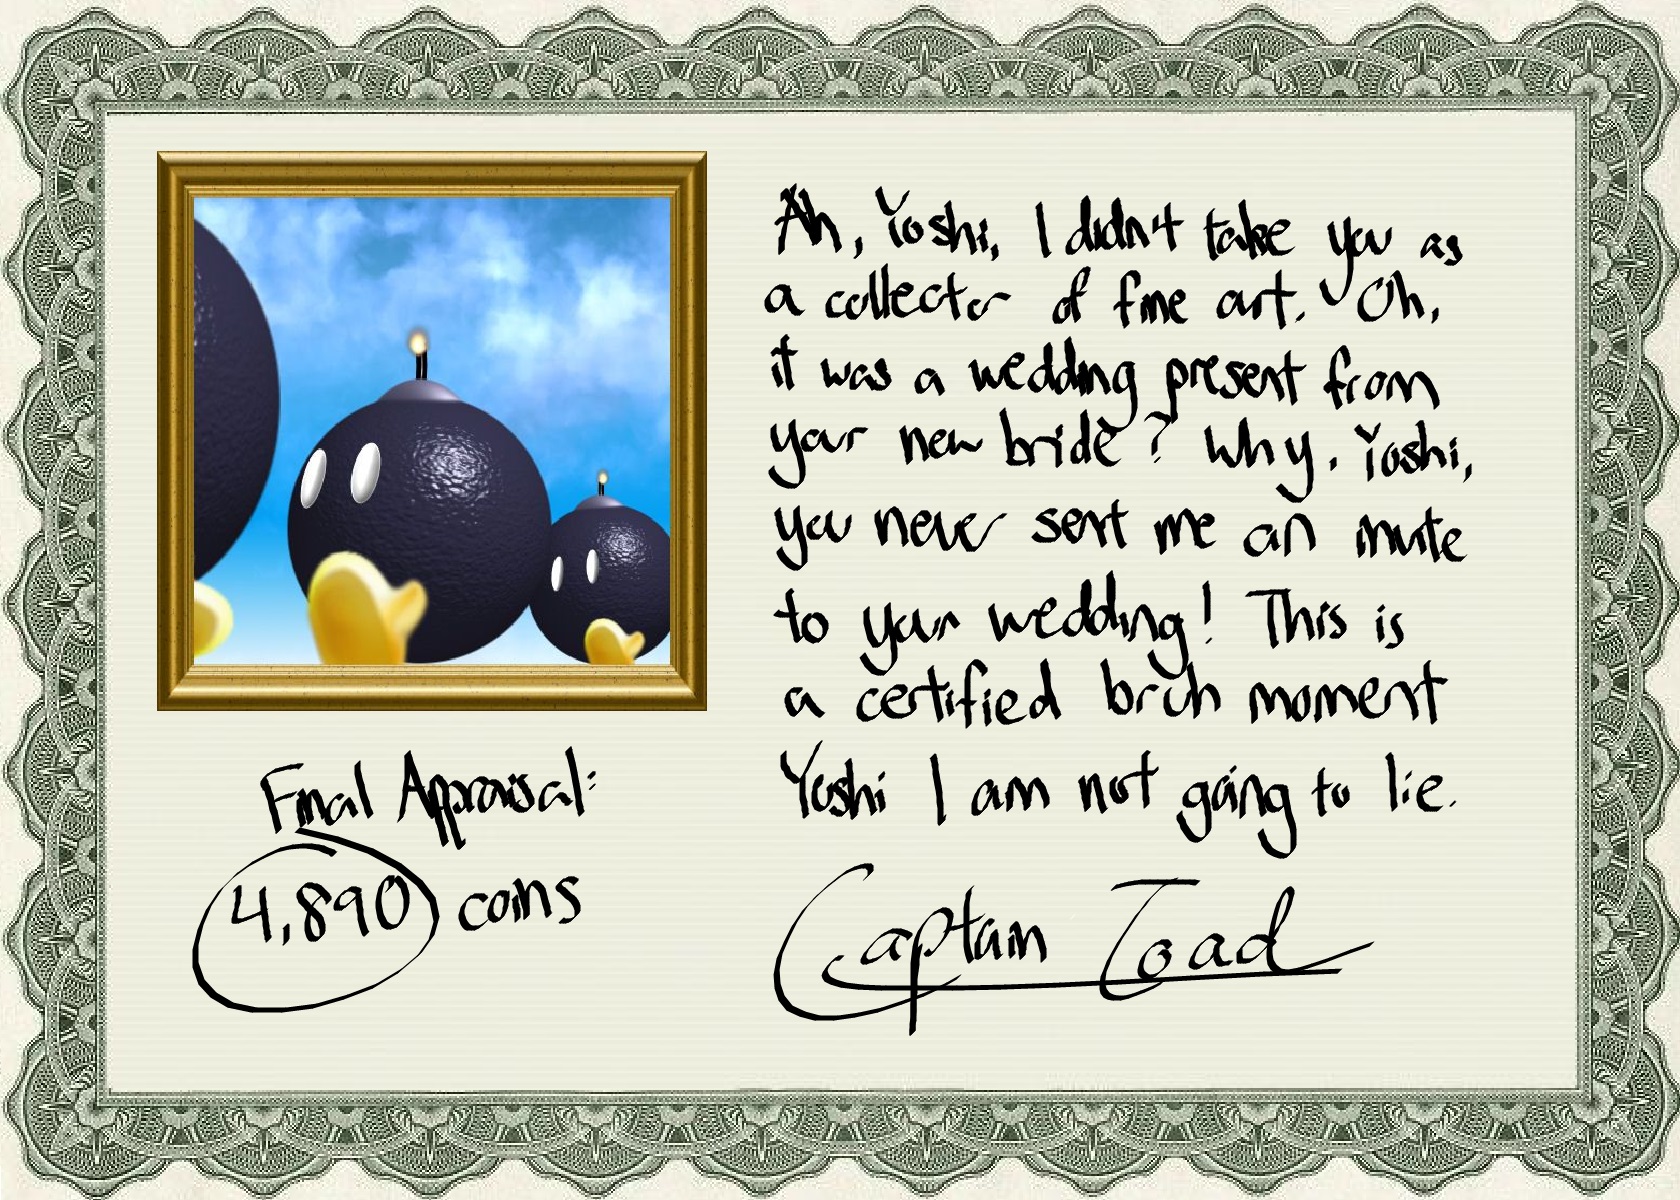 Ah, Yoshi, I didn't take you as
a collector of fine art. Oh,
it was a wedding present from
your new bride? Why, Yoshi,
you never sent me an invite
to your wedding! This is
a certified bruh moment
Yoshi I am not going to lie.
Captain Toad
Final Appraisal:
4,890 coins